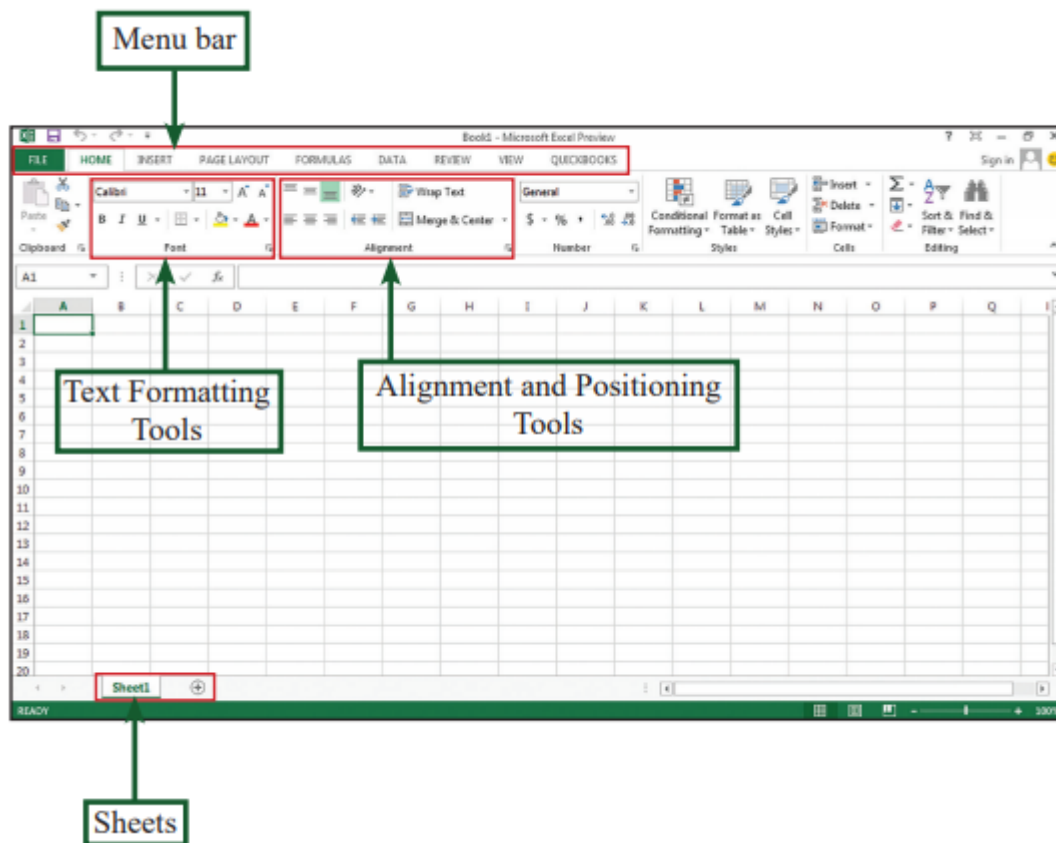 Menu bar
Book1 - Microsoft Excel Preview
FILE HOME INSERT PAGE LAYOUT FORMULAS DATA REVIEW VIEW QUICKBOOKS Sign in
Calibri 11 Wrap Text General Insert
Paste Conditional Format as Cell Delete Sort & Find &
B I U Merge & Center $ % Formatting Table Styles Format Filter Select
Clipboard Font Alignment Number Styles Cells Editing
A1 fx
A B C D E F G H I J K L M N O P Q
1
2
3
4
5
6
7
8
9
10
11
12
13
14
15
16
17
18
19
20
Text Formatting
Tools
Alignment and Positioning
Tools
Sheet1
READY 100%
Sheets